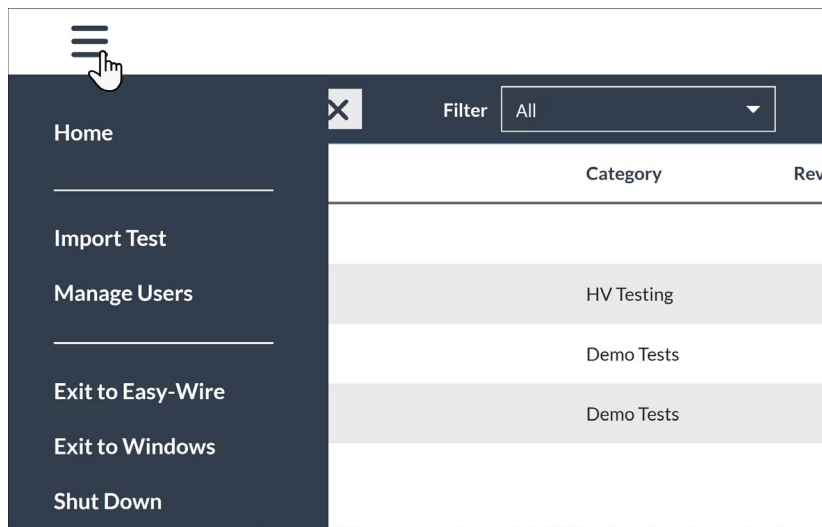 Filter All
Home
Category Rev
Import Test
Manage Users
HV Testing
Demo Tests
Exit to Easy-Wire
Demo Tests
Exit to Windows
Shut Down